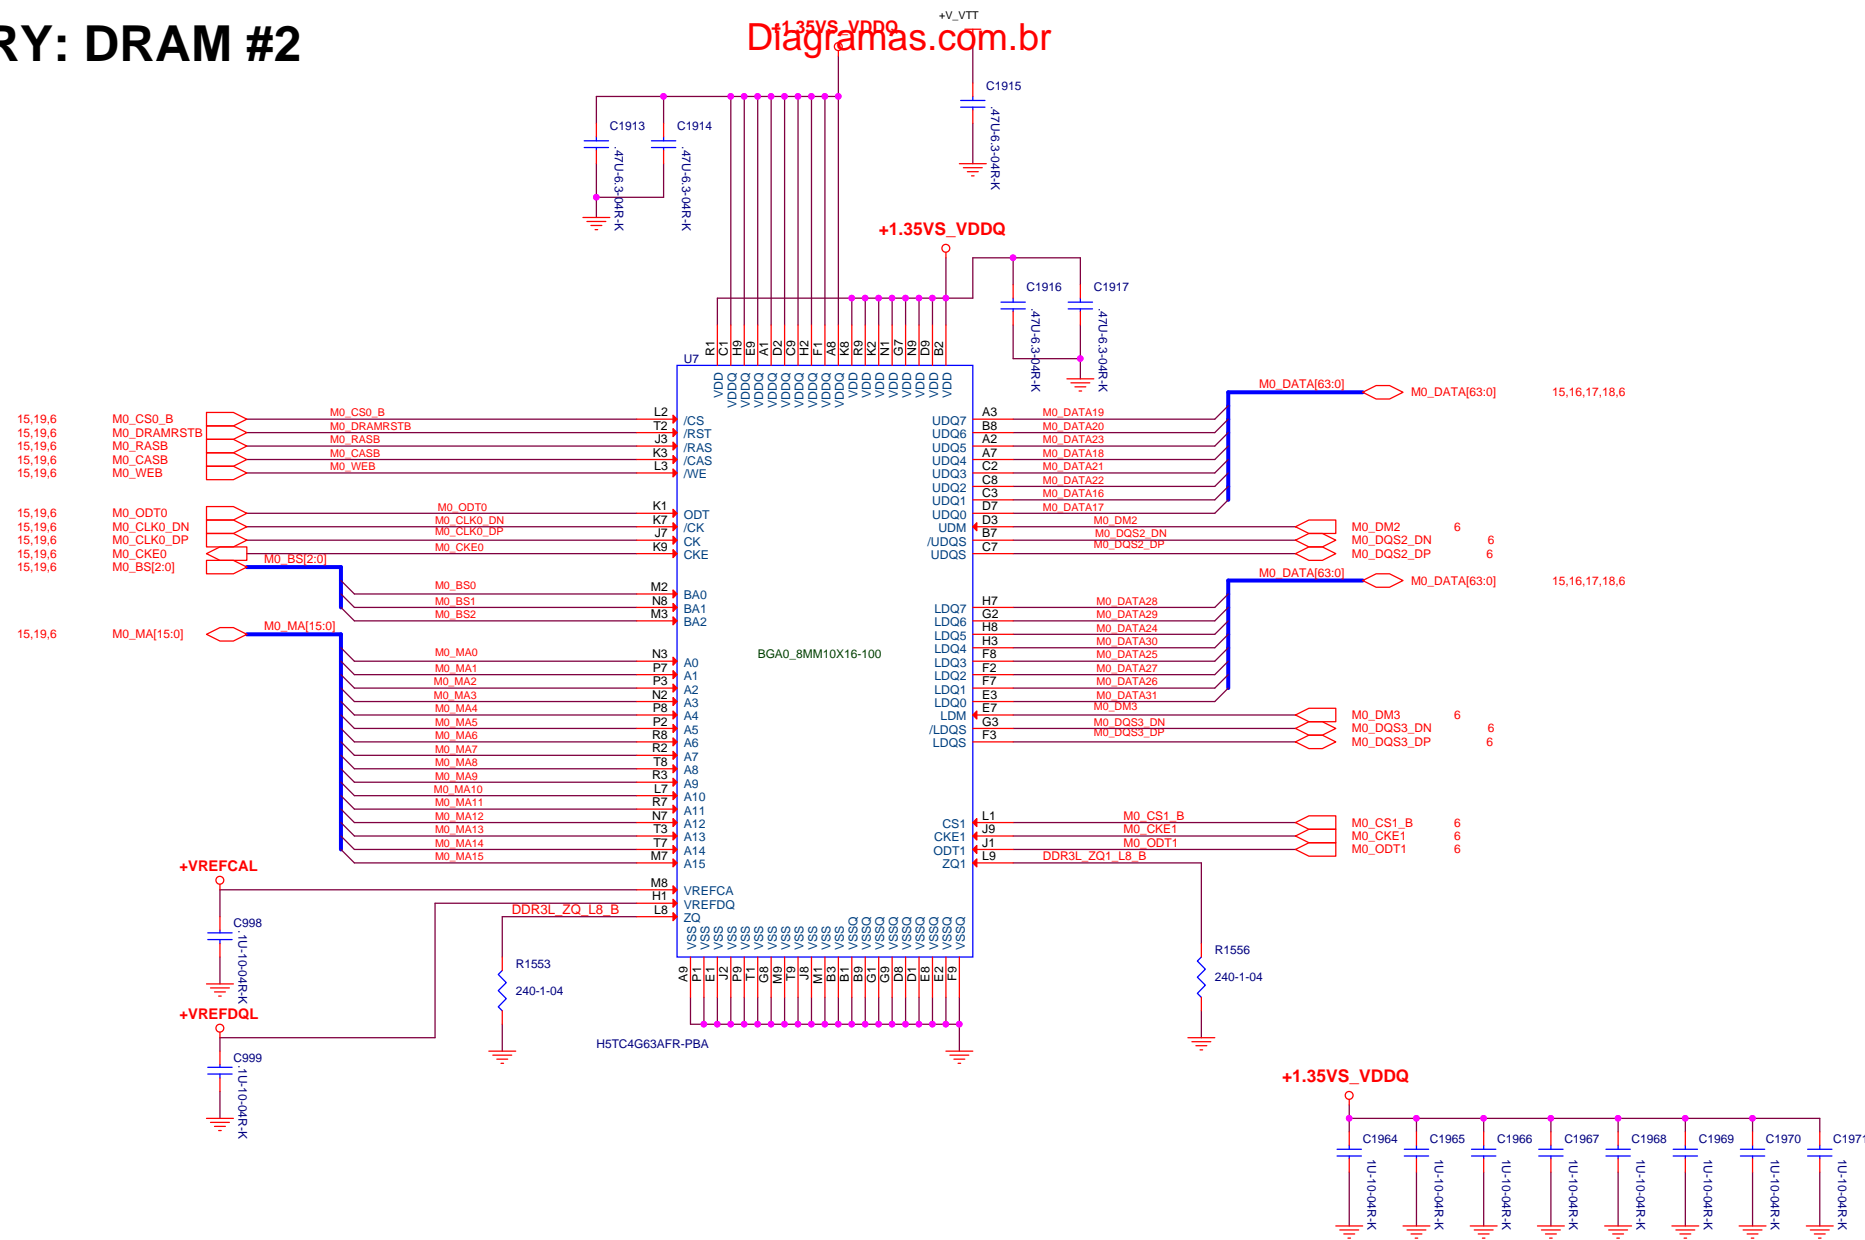 RY: DRAM #2
Diagramas.com.br
+1.35VS_VDDQ
+V_VTT
C1915
.47U-6.3-04R-K
C1913
.47U-6.3-04R-K
C1914
.47U-6.3-04R-K
+1.35VS_VDDQ
C1916
.47U-6.3-04R-K
C1917
.47U-6.3-04R-K
U7
R1 C1 H9 E9 A1 D2 C9 H2 F1 A8 K8 R9 K2 N1 G7 N9 D9 B2
VDD VDDQ VDDQ VDDQ VDDQ VDDQ VDDQ VDDQ VDDQ VDDQ VDD VDD VDD VDD VDD VDD VDD VDD
15,19,6 M0_CS0_B M0_CS0_B L2 /CS
15,19,6 M0_DRAMRSTB M0_DRAMRSTB T2 /RST
15,19,6 M0_RASB M0_RASB J3 /RAS
15,19,6 M0_CASB M0_CASB K3 /CAS
15,19,6 M0_WEB M0_WEB L3 /WE
15,19,6 M0_ODT0 M0_ODT0 K1 ODT
15,19,6 M0_CLK0_DN M0_CLK0_DN K7 /CK
15,19,6 M0_CLK0_DP M0_CLK0_DP J7 CK
15,19,6 M0_CKE0 M0_CKE0 K9 CKE
15,19,6 M0_BS[2:0] M0_BS[2:0]
M0_BS0 M2 BA0
M0_BS1 N8 BA1
M0_BS2 M3 BA2
15,19,6 M0_MA[15:0] M0_MA[15:0]
M0_MA0 N3 A0
M0_MA1 P7 A1
M0_MA2 P3 A2
M0_MA3 N2 A3
M0_MA4 P8 A4
M0_MA5 P2 A5
M0_MA6 R8 A6
M0_MA7 R2 A7
M0_MA8 T8 A8
M0_MA9 R3 A9
M0_MA10 L7 A10
M0_MA11 R7 A11
M0_MA12 N7 A12
M0_MA13 T3 A13
M0_MA14 T7 A14
M0_MA15 M7 A15
+VREFCAL
M8 VREFCA
H1 VREFDQ
DDR3L_ZQ_L8_B L8 ZQ
C998
.1U-10-04R-K
+VREFDQL
C999
.1U-10-04R-K
R1553
240-1-04
BGA0_8MM10X16-100
M0_DATA[63:0] M0_DATA[63:0] 15,16,17,18,6
UDQ7 A3 M0_DATA19
UDQ6 B8 M0_DATA20
UDQ5 A2 M0_DATA23
UDQ4 A7 M0_DATA18
UDQ3 C2 M0_DATA21
UDQ2 C8 M0_DATA22
UDQ1 C3 M0_DATA16
UDQ0 D7 M0_DATA17
UDM D3 M0_DM2 M0_DM2 6
/UDQS B7 M0_DQS2_DN M0_DQS2_DN 6
UDQS C7 M0_DQS2_DP M0_DQS2_DP 6
M0_DATA[63:0] M0_DATA[63:0] 15,16,17,18,6
LDQ7 H7 M0_DATA28
LDQ6 G2 M0_DATA29
LDQ5 H8 M0_DATA24
LDQ4 H3 M0_DATA30
LDQ3 F8 M0_DATA25
LDQ2 F2 M0_DATA27
LDQ1 F7 M0_DATA26
LDQ0 E3 M0_DATA31
LDM E7 M0_DM3 M0_DM3 6
/LDQS G3 M0_DQS3_DN M0_DQS3_DN 6
LDQS F3 M0_DQS3_DP M0_DQS3_DP 6
CS1 L1 M0_CS1_B M0_CS1_B 6
CKE1 J9 M0_CKE1 M0_CKE1 6
ODT1 J1 M0_ODT1 M0_ODT1 6
ZQ1 L9 DDR3L_ZQ1_L8_B
R1556
240-1-04
VSS VSS VSS VSS VSS VSS VSS VSS VSS VSS VSS VSS VSSQ VSSQ VSSQ VSSQ VSSQ VSSQ VSSQ VSSQ VSSQ
A9 P1 E1 J2 P9 T1 G8 M9 T9 J8 M1 B3 B1 B9 G1 G9 D8 D1 E8 E2 F9
H5TC4G63AFR-PBA
+1.35VS_VDDQ
C1964 C1965 C1966 C1967 C1968 C1969 C1970 C1971
1U-10-04R-K 1U-10-04R-K 1U-10-04R-K 1U-10-04R-K 1U-10-04R-K 1U-10-04R-K 1U-10-04R-K 1U-10-04R-K